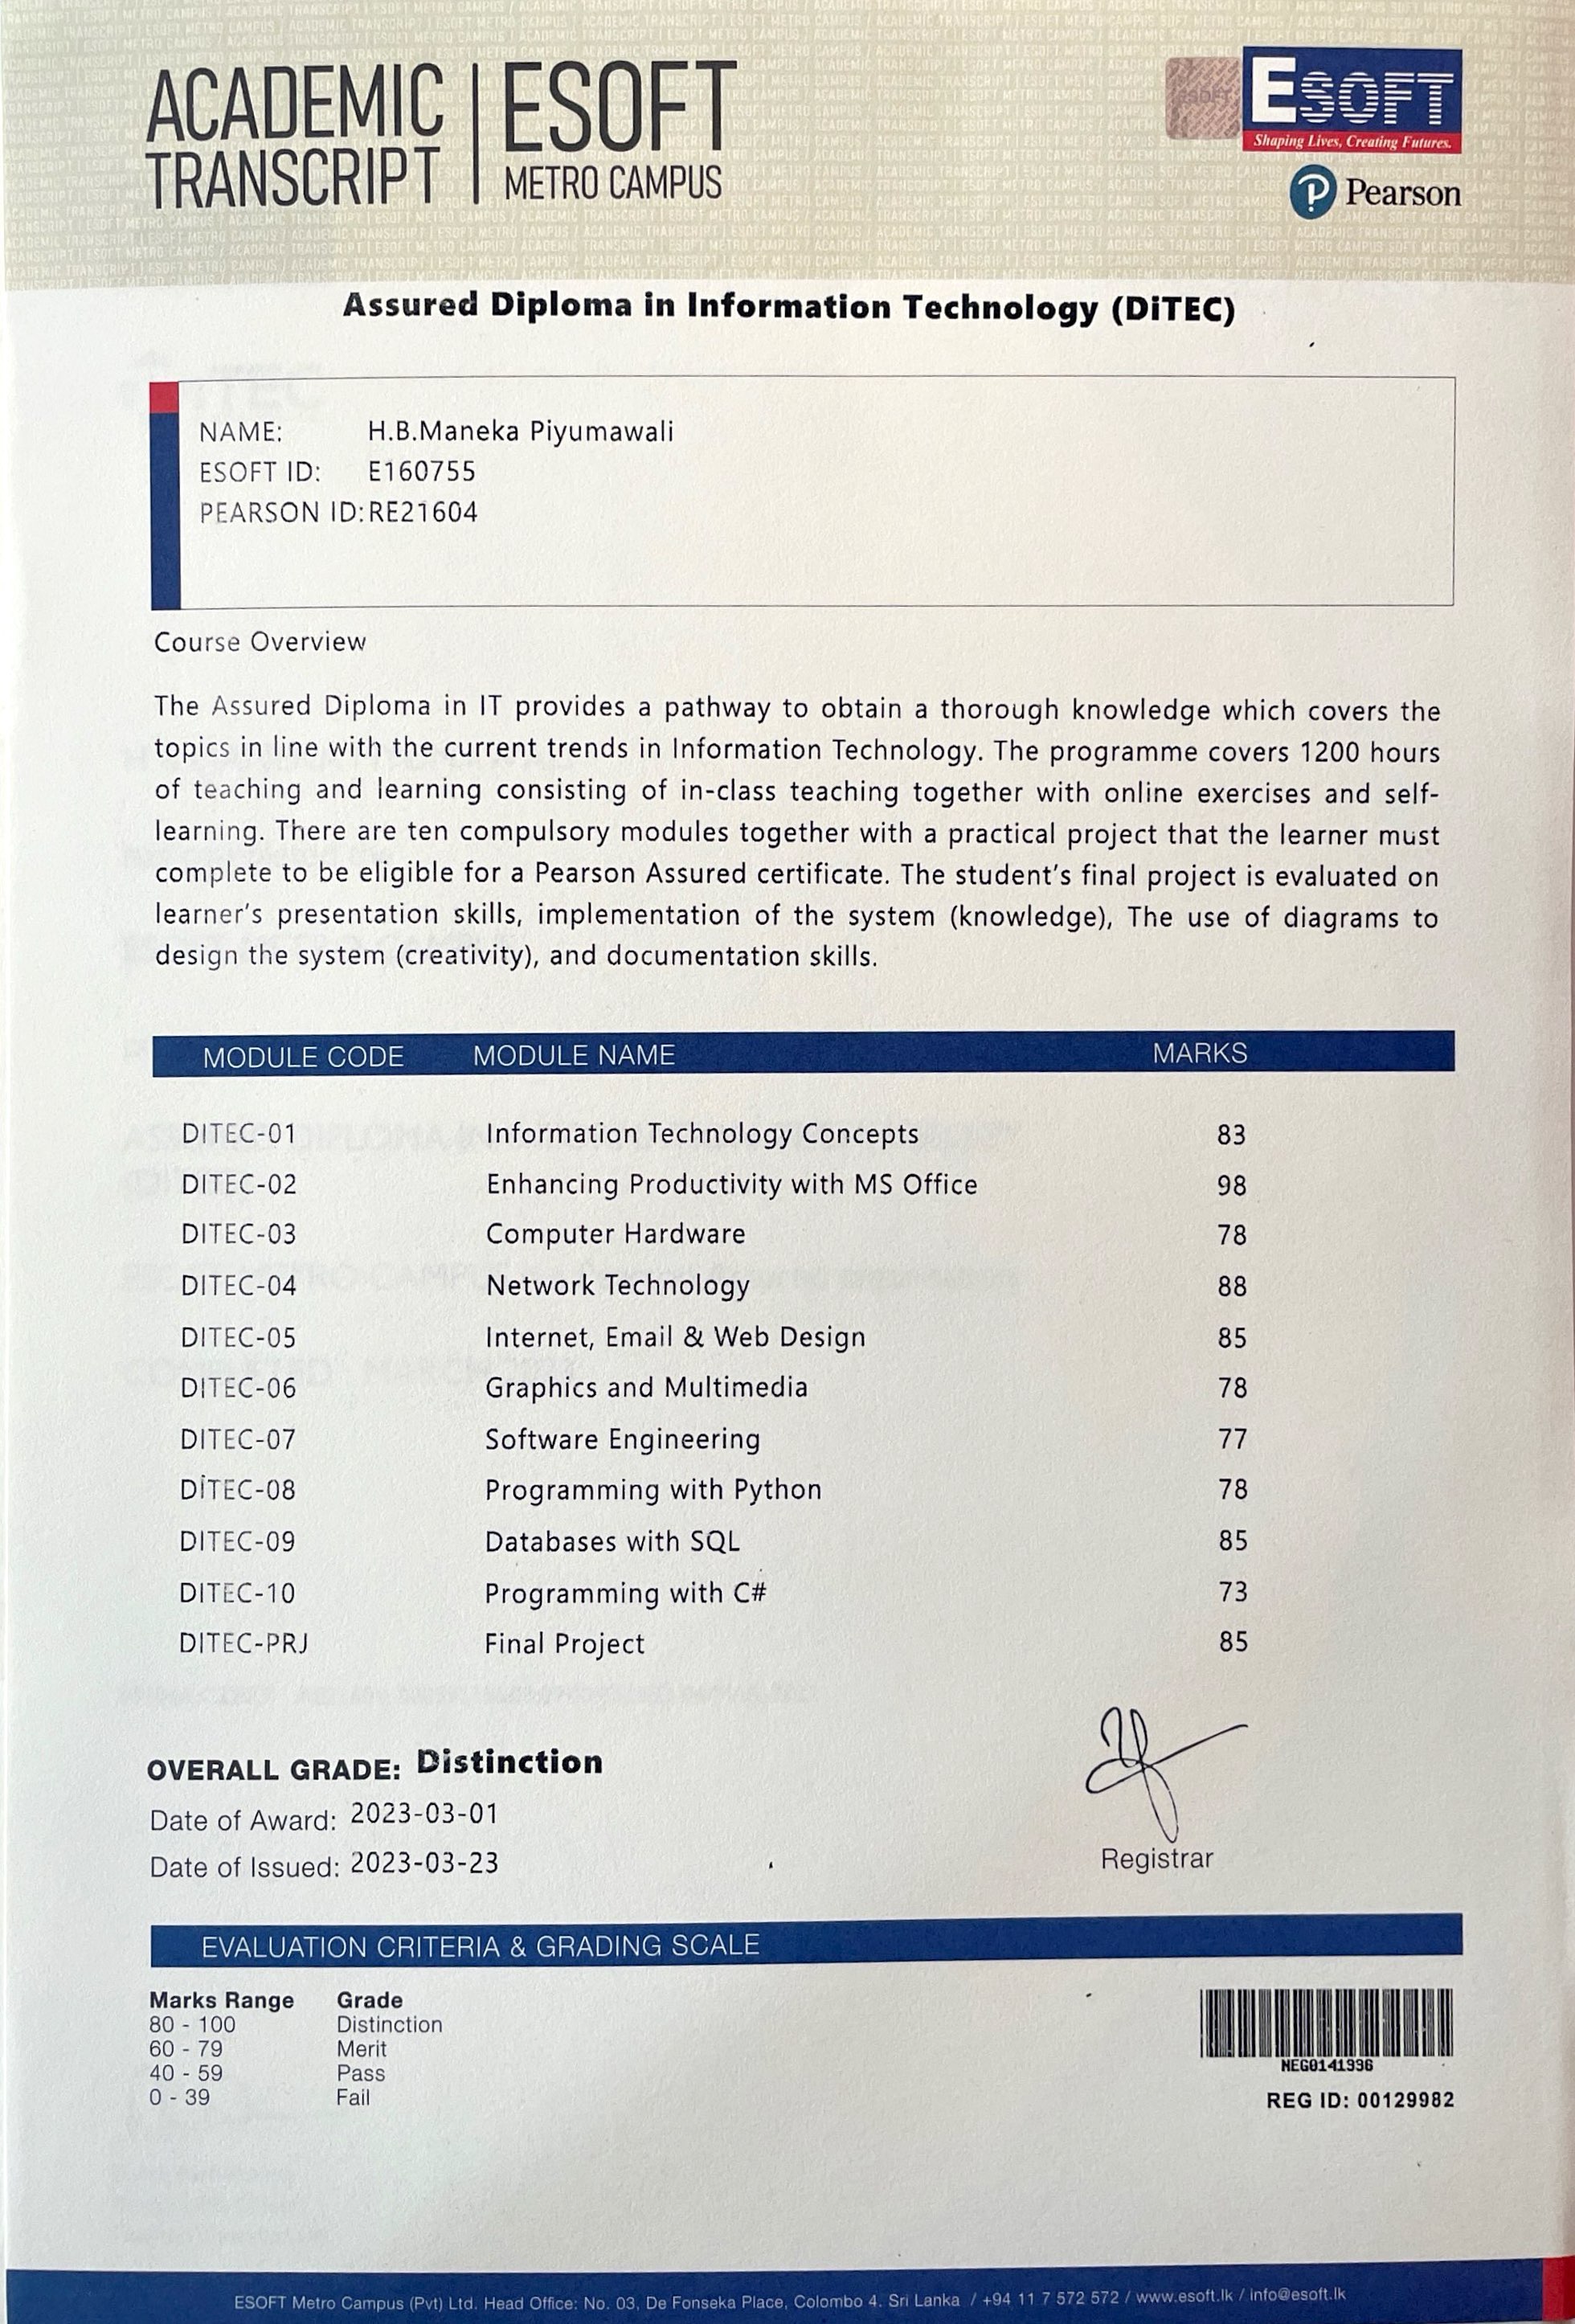 ACADEMIC TRANSCRIPT | ESOFT METRO CAMPUS
ESOFT
Shaping Lives, Creating Futures.
Pearson
Assured Diploma in Information Technology (DiTEC)
NAME: H.B.Maneka Piyumawali
ESOFT ID: E160755
PEARSON ID: RE21604
Course Overview
The Assured Diploma in IT provides a pathway to obtain a thorough knowledge which covers the
topics in line with the current trends in Information Technology. The programme covers 1200 hours
of teaching and learning consisting of in-class teaching together with online exercises and self-
learning. There are ten compulsory modules together with a practical project that the learner must
complete to be eligible for a Pearson Assured certificate. The student's final project is evaluated on
learner's presentation skills, implementation of the system (knowledge), The use of diagrams to
design the system (creativity), and documentation skills.
MODULE CODE MODULE NAME MARKS
DITEC-01 Information Technology Concepts 83
DITEC-02 Enhancing Productivity with MS Office 98
DITEC-03 Computer Hardware 78
DITEC-04 Network Technology 88
DITEC-05 Internet, Email & Web Design 85
DITEC-06 Graphics and Multimedia 78
DITEC-07 Software Engineering 77
DiTEC-08 Programming with Python 78
DITEC-09 Databases with SQL 85
DITEC-10 Programming with C# 73
DITEC-PRJ Final Project 85
OVERALL GRADE: Distinction
Date of Award: 2023-03-01
Date of Issued: 2023-03-23
Registrar
EVALUATION CRITERIA & GRADING SCALE
Marks Range Grade
80 - 100 Distinction
60 - 79 Merit
40 - 59 Pass
0 - 39 Fail
NEG0141996
REG ID: 00129982
ESOFT Metro Campus (Pvt) Ltd. Head Office: No. 03, De Fonseka Place, Colombo 4. Sri Lanka / +94 11 7 572 572 / www.esoft.lk / info@esoft.lk